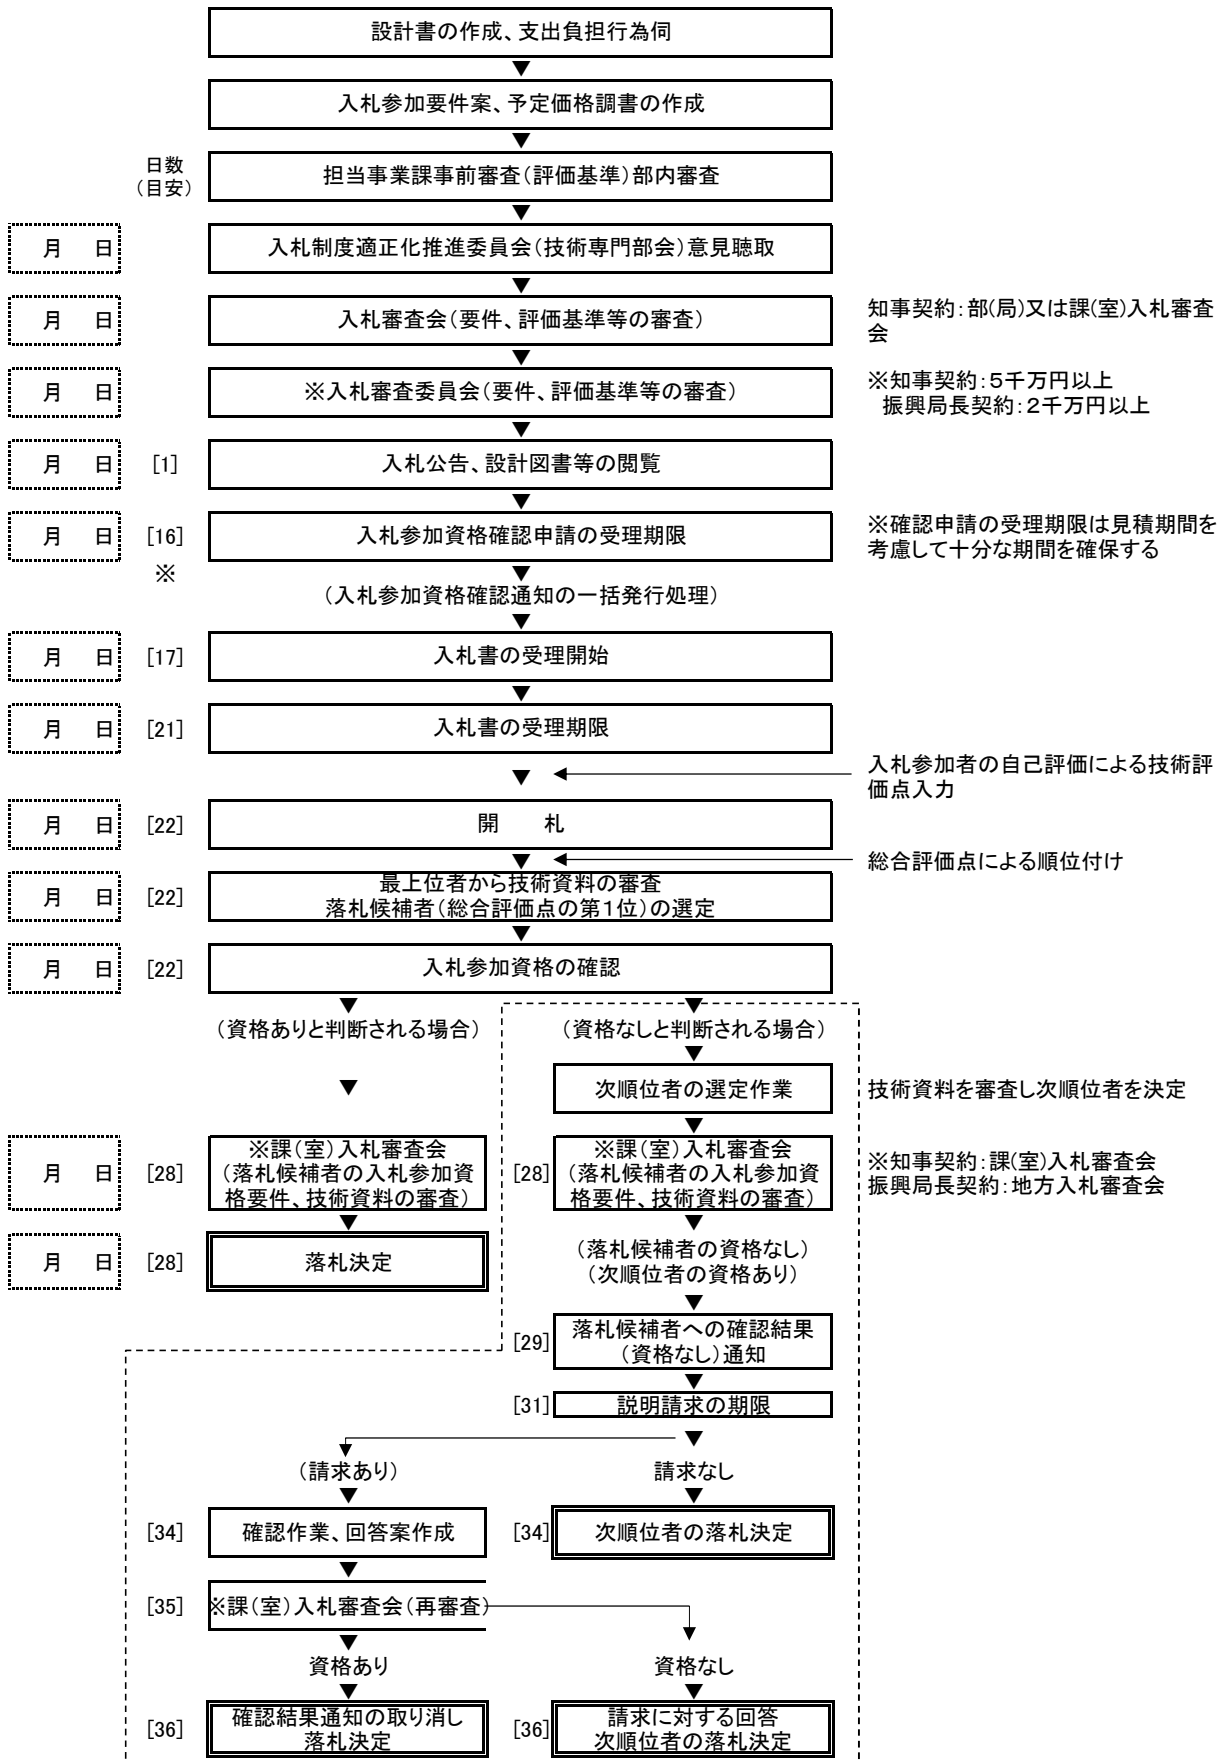 設計書の作成、支出負担行為伺
▼
入札参加要件案、予定価格調書の作成
▼
日数
（目安）
担当事業課事前審査（評価基準）部内審査
▼
月　日
入札制度適正化推進委員会（技術専門部会）意見聴取
▼
月　日
入札審査会（要件、評価基準等の審査）
知事契約：部(局)又は課(室)入札審査
会
▼
月　日
※入札審査委員会（要件、評価基準等の審査）
※知事契約：５千万円以上
振興局長契約：２千万円以上
▼
月　日
[1]
入札公告、設計図書等の閲覧
▼
月　日
[16]
※
入札参加資格確認申請の受理期限
※確認申請の受理期限は見積期間を
考慮して十分な期間を確保する
▼
（入札参加資格確認通知の一括発行処理）
▼
月　日
[17]
入札書の受理開始
▼
月　日
[21]
入札書の受理期限
▼
入札参加者の自己評価による技術評
価点入力
月　日
[22]
開　　札
▼
総合評価点による順位付け
月　日
[22]
最上位者から技術資料の審査
落札候補者（総合評価点の第１位）の選定
▼
月　日
[22]
入札参加資格の確認
▼
▼
（資格ありと判断される場合）
（資格なしと判断される場合）
▼
▼
次順位者の選定作業
技術資料を審査し次順位者を決定
▼
月　日
[28]
※課（室）入札審査会
（落札候補者の入札参加資
格要件、技術資料の審査）
[28]
※課（室）入札審査会
（落札候補者の入札参加資
格要件、技術資料の審査）
※知事契約：課(室)入札審査会
振興局長契約：地方入札審査会
▼
▼
月　日
[28]
落札決定
（落札候補者の資格なし）
（次順位者の資格あり）
▼
[29]
落札候補者への確認結果
（資格なし）通知
▼
[31]
説明請求の期限
▼
（請求あり）
請求なし
▼
▼
[34]
確認作業、回答案作成
[34]
次順位者の落札決定
▼
[35]
※課（室）入札審査会（再審査）
▼
資格あり
資格なし
▼
▼
[36]
確認結果通知の取り消し
落札決定
[36]
請求に対する回答
次順位者の落札決定